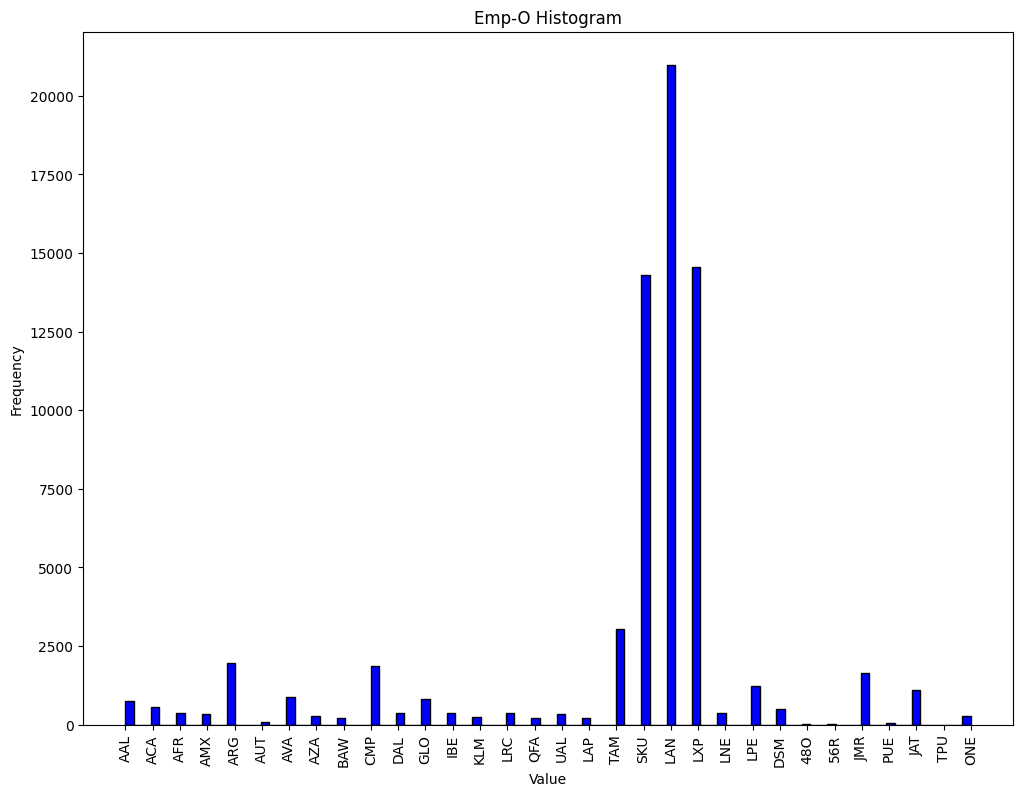 Emp-O Histogram
Frequency
20000
17500
15000
12500
10000
7500
5000
2500
0
AAL ACA AFR AMX ARG AUT AVA AZA BAW CMP DAL GLO IBE KLM LRC QFA UAL LAP TAM SKU LAN LXP LNE LPE DSM 48O 56R JMR PUE JAT TPU ONE
Value